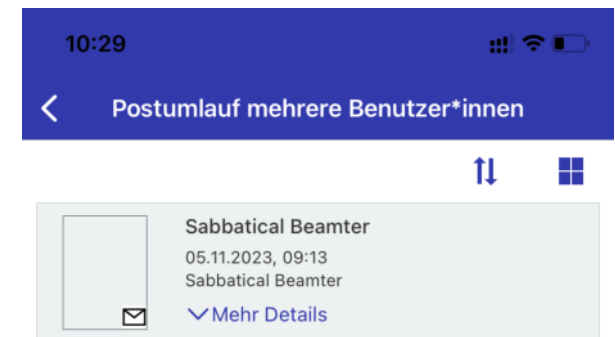 10:29
Postumlauf mehrere Benutzer*innen
Sabbatical Beamter
05.11.2023, 09:13
Sabbatical Beamter
Mehr Details